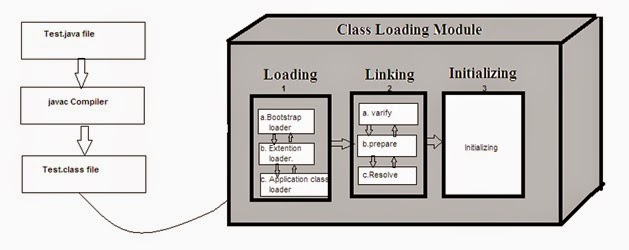 Test.java file
javac Compiler
Test.class file
Class Loading Module
Loading
1
a.Bootstrap
loader
b. Extention
loader.
c. Application class
loader
Linking
2
a. varify
b.prepare
c.Resolve
Initializing
3
Initializing